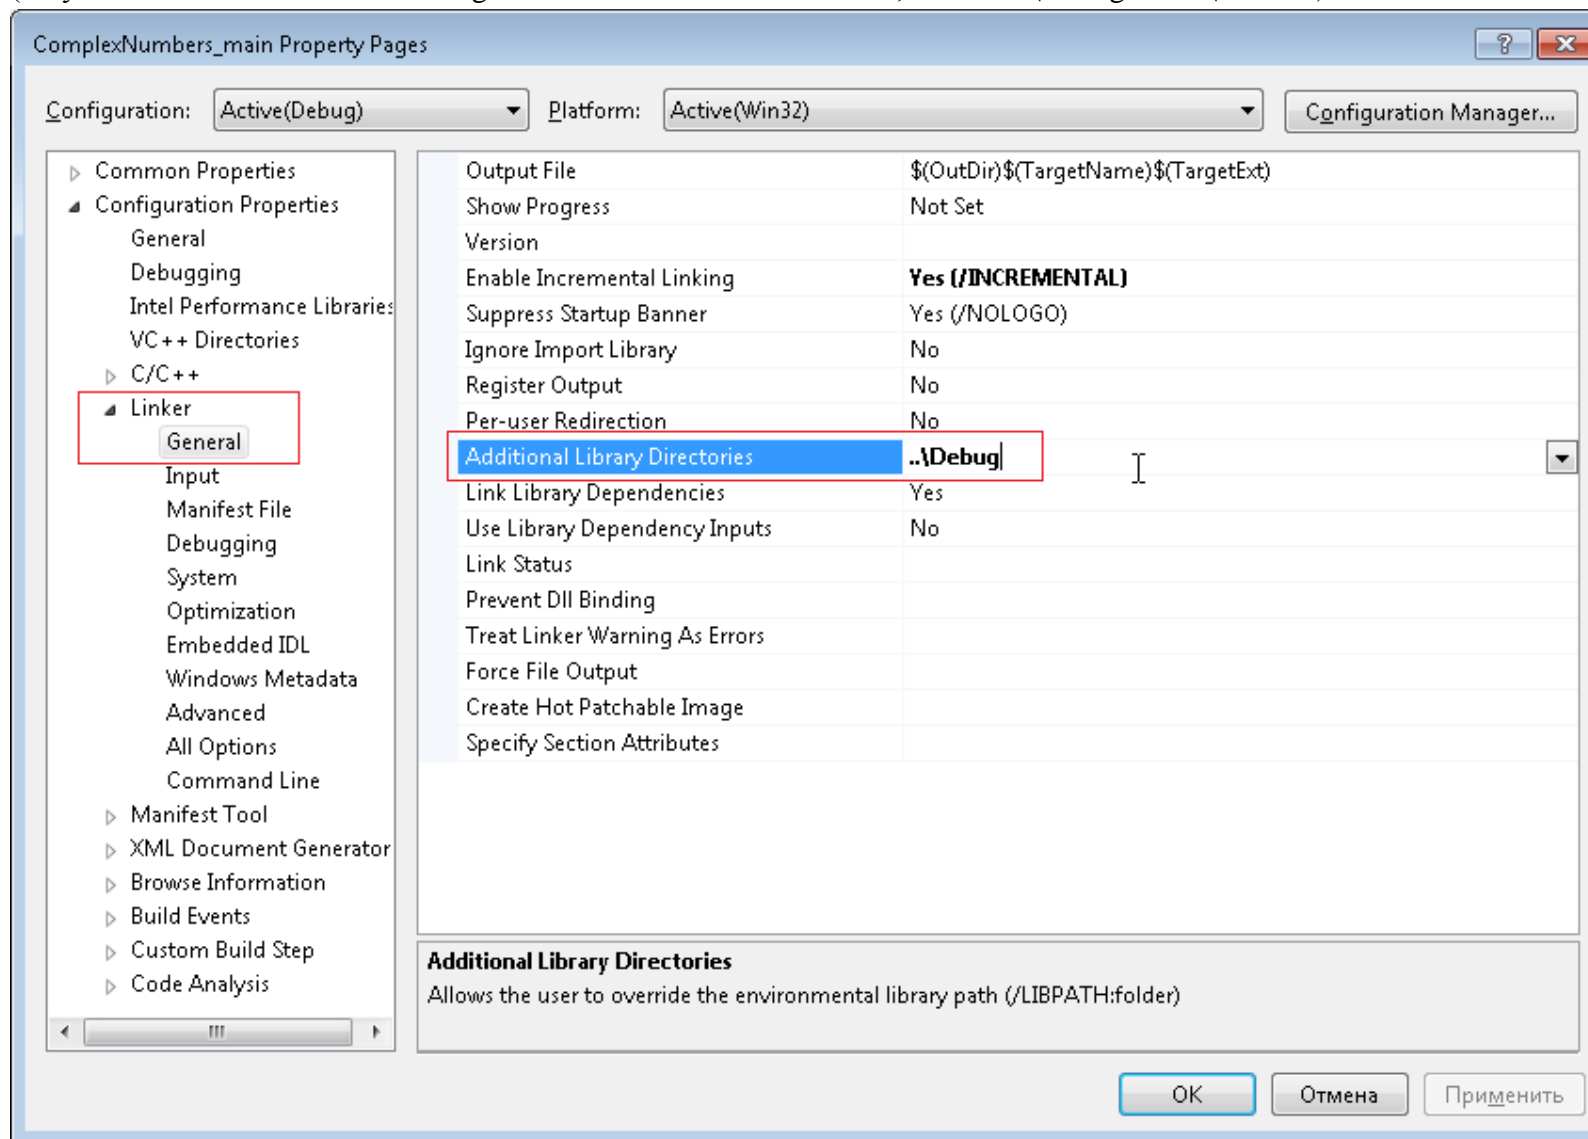 ComplexNumbers_main Property Pages
Configuration: Active(Debug) Platform: Active(Win32) Configuration Manager...
Common Properties
Configuration Properties
General
Debugging
Intel Performance Libraries
VC++ Directories
C/C++
Linker
General
Input
Manifest File
Debugging
System
Optimization
Embedded IDL
Windows Metadata
Advanced
All Options
Command Line
Manifest Tool
XML Document Generator
Browse Information
Build Events
Custom Build Step
Code Analysis
Output File $(OutDir)$(TargetName)$(TargetExt)
Show Progress Not Set
Version
Enable Incremental Linking Yes (/INCREMENTAL)
Suppress Startup Banner Yes (/NOLOGO)
Ignore Import Library No
Register Output No
Per-user Redirection No
Additional Library Directories ..\Debug
Link Library Dependencies Yes
Use Library Dependency Inputs No
Link Status
Prevent Dll Binding
Treat Linker Warning As Errors
Force File Output
Create Hot Patchable Image
Specify Section Attributes
Additional Library Directories
Allows the user to override the environmental library path (/LIBPATH:folder)
OK Отмена Применить